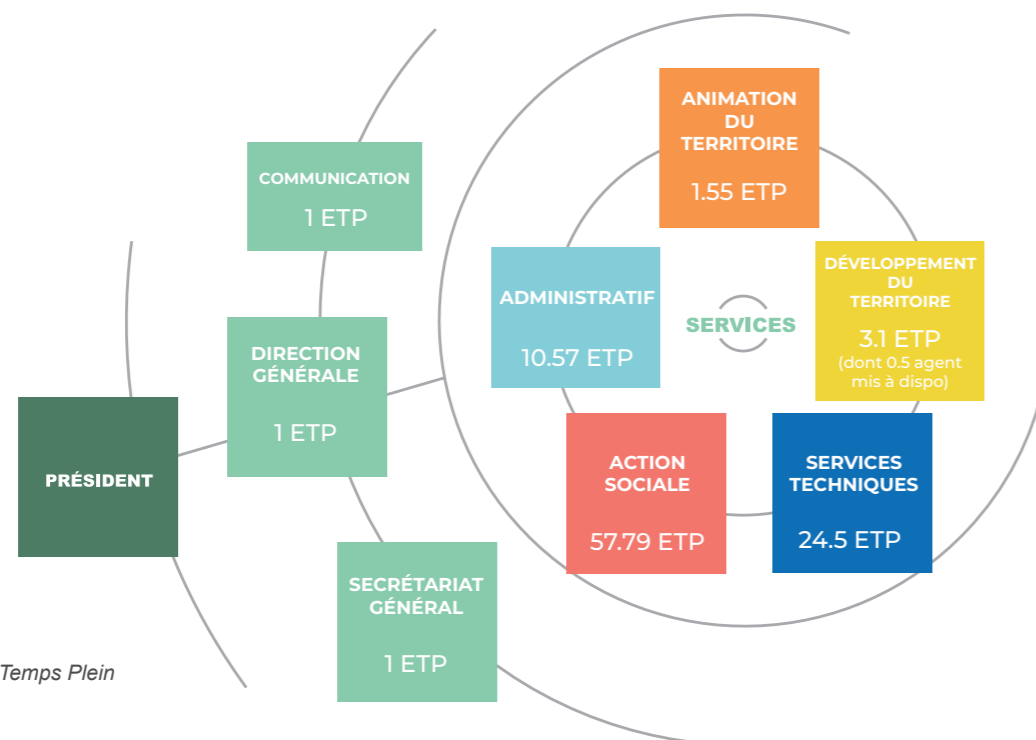 PRÉSIDENT
COMMUNICATION
1 ETP
DIRECTION
GÉNÉRALE
1 ETP
SECRÉTARIAT
GÉNÉRAL
1 ETP
SERVICES
ANIMATION
DU
TERRITOIRE
1.55 ETP
ADMINISTRATIF
10.57 ETP
DÉVELOPPEMENT
DU
TERRITOIRE
3.1 ETP
(dont 0.5 agent
mis à dispo)
ACTION
SOCIALE
57.79 ETP
SERVICES
TECHNIQUES
24.5 ETP
Temps Plein